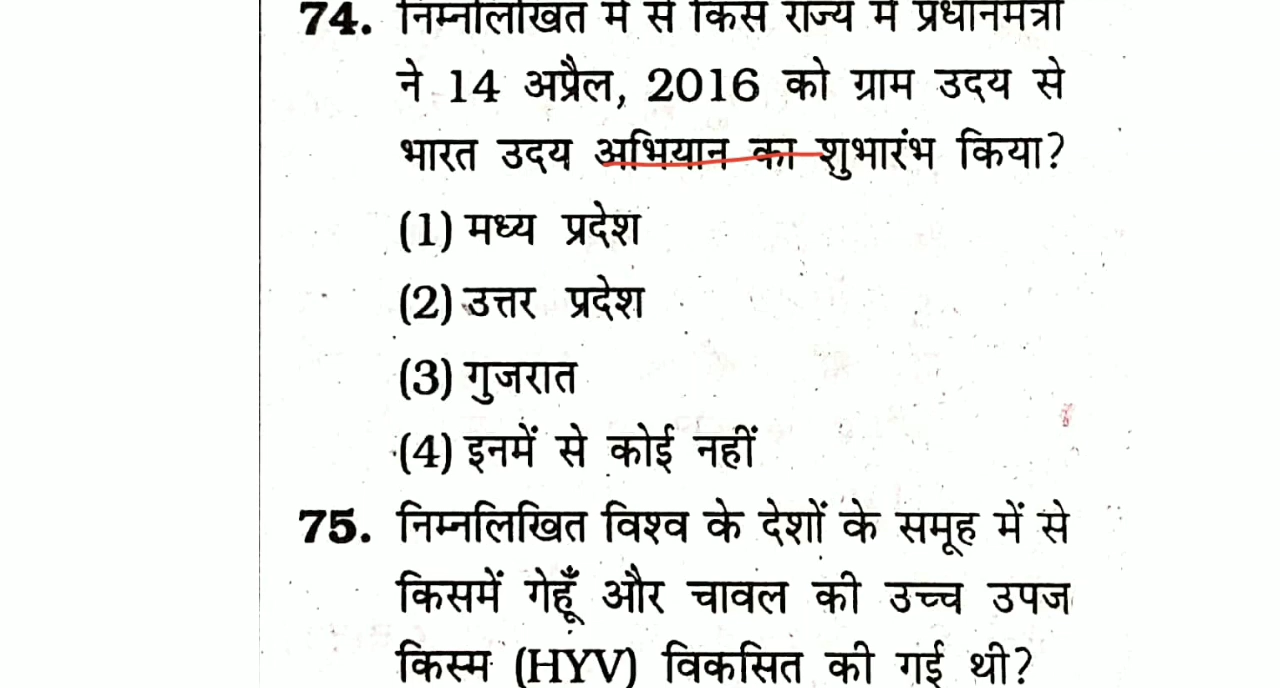 74. निम्नलिखित में से किस राज्य में प्रधानमंत्री
ने 14 अप्रैल, 2016 को ग्राम उदय से
भारत उदय अभियान का शुभारंभ किया?
(1) मध्य प्रदेश
(2) उत्तर प्रदेश
(3) गुजरात
(4) इनमें से कोई नहीं
75. निम्नलिखित विश्व के देशों के समूह में से
किसमें गेहूँ और चावल की उच्च उपज
किस्म (HYV) विकसित की गई थी?